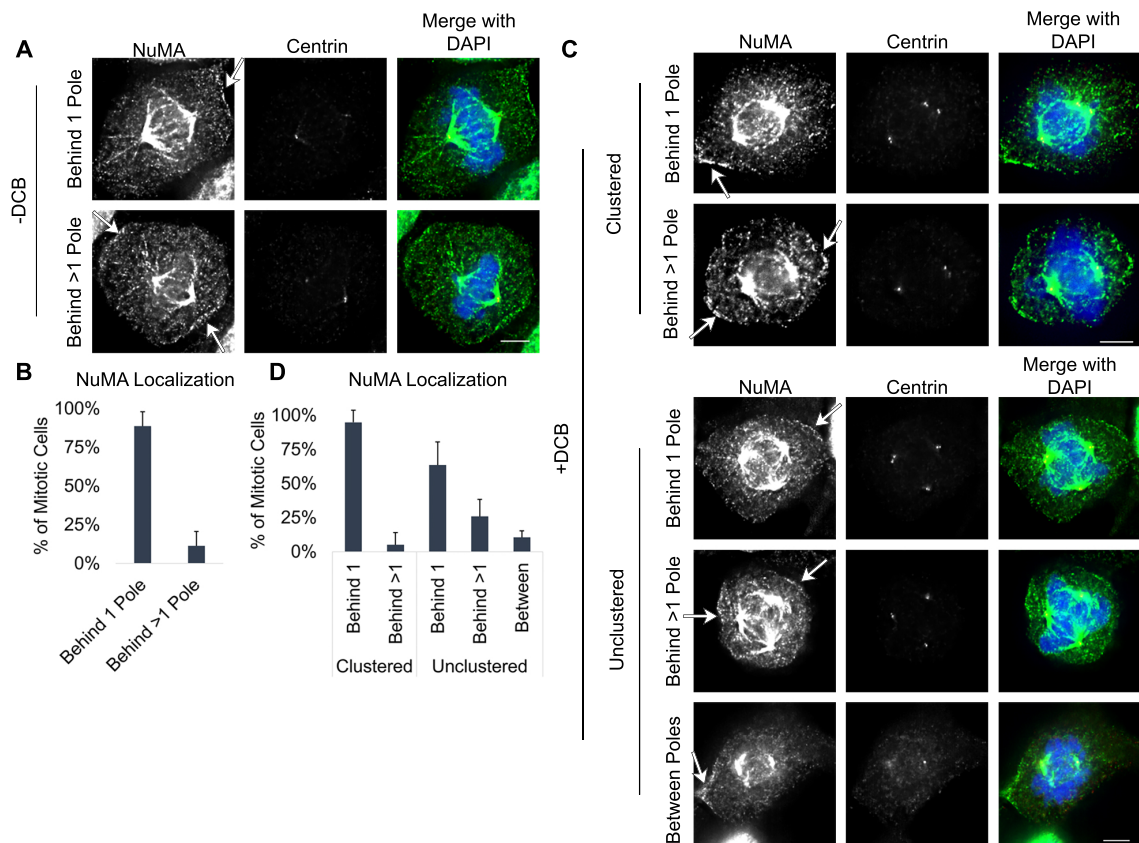 A
NuMA
Centrin
Merge with
DAPI
-DCB
Behind 1 Pole
Behind >1 Pole
B
NuMA Localization
% of Mitotic Cells
100%
75%
50%
25%
0%
Behind 1 Pole
Behind >1 Pole
D
NuMA Localization
% of Mitotic Cells
100%
75%
50%
25%
0%
Behind 1
Behind >1
Behind 1
Behind >1
Between
Clustered
Unclustered
C
+DCB
NuMA
Centrin
Merge with
DAPI
Clustered
Behind 1 Pole
Behind >1 Pole
NuMA
Centrin
Merge with
DAPI
Unclustered
Behind 1 Pole
Behind >1 Pole
Between Poles